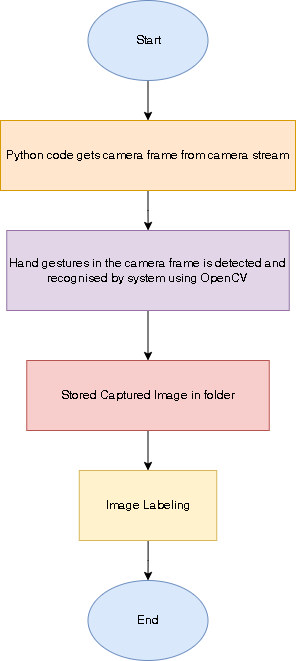 Start
Python code gets camera frame from camera stream
Hand gestures in the camera frame is detected and
recognised by system using OpenCV
Stored Captured Image in folder
Image Labeling
End